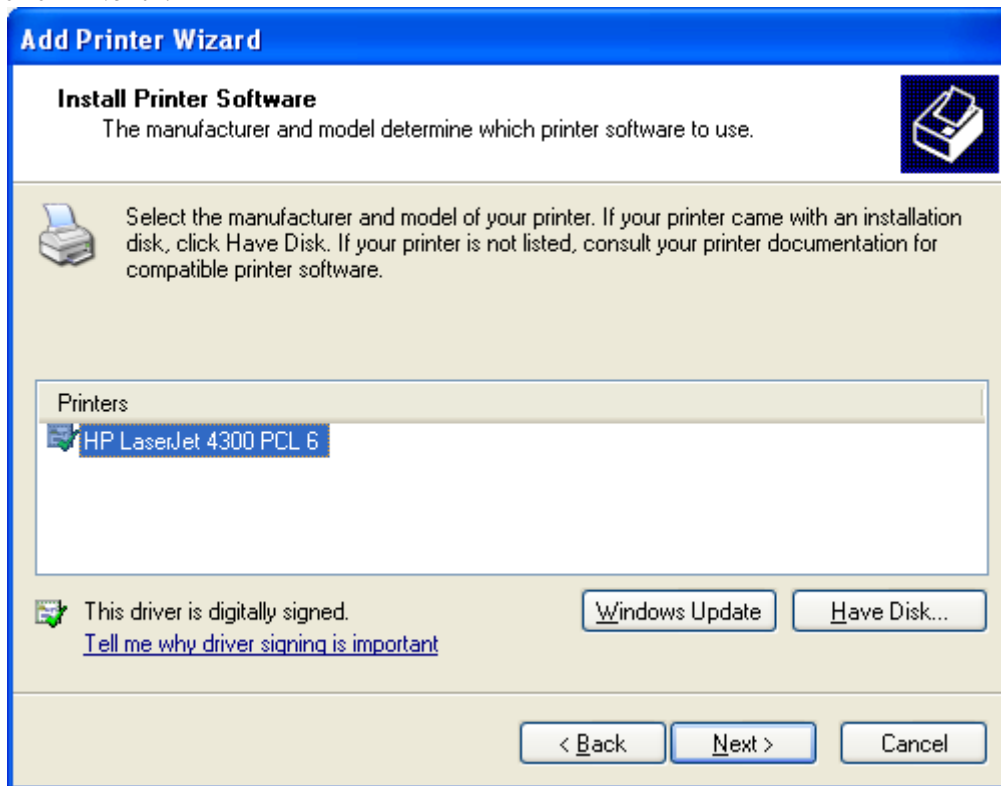 Add Printer Wizard
Install Printer Software
The manufacturer and model determine which printer software to use.
Select the manufacturer and model of your printer. If your printer came with an installation
disk, click Have Disk. If your printer is not listed, consult your printer documentation for
compatible printer software.
Printers
HP LaserJet 4300 PCL 6
This driver is digitally signed.
Windows Update
Have Disk...
Tell me why driver signing is important
< Back
Next >
Cancel